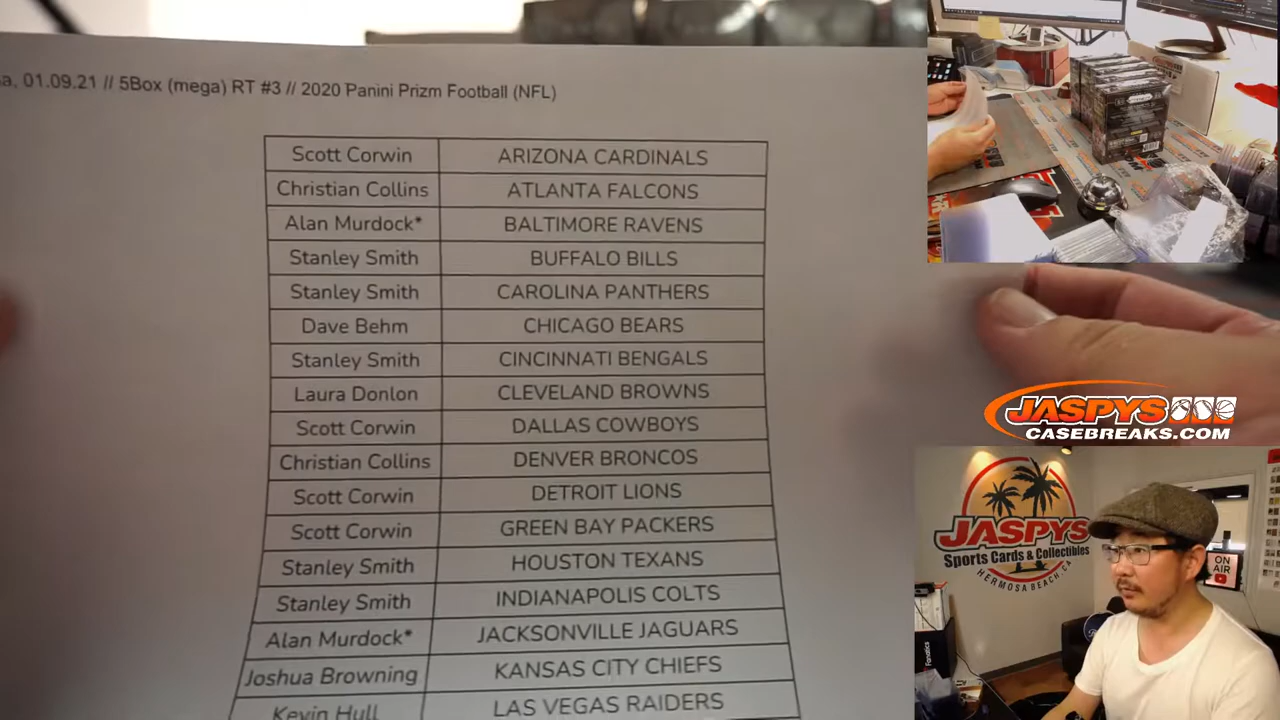 a, 01.09.21 // 5Box (mega) RT #3 // 2020 Panini Prizm Football (NFL)
Scott Corwin ARIZONA CARDINALS
Christian Collins ATLANTA FALCONS
Alan Murdock* BALTIMORE RAVENS
Stanley Smith BUFFALO BILLS
Stanley Smith CAROLINA PANTHERS
Dave Behm CHICAGO BEARS
Stanley Smith CINCINNATI BENGALS
Laura Donlon CLEVELAND BROWNS
Scott Corwin DALLAS COWBOYS
Christian Collins DENVER BRONCOS
Scott Corwin DETROIT LIONS
Scott Corwin GREEN BAY PACKERS
Stanley Smith HOUSTON TEXANS
Stanley Smith INDIANAPOLIS COLTS
Alan Murdock* JACKSONVILLE JAGUARS
Joshua Browning KANSAS CITY CHIEFS
Kevin Hull LAS VEGAS RAIDERS
JASPYS
CASEBREAKS.COM
JASPYS
Sports Cards & Collectibles
HERMOSA BEACH, CA
ON
AIR
Fanatics